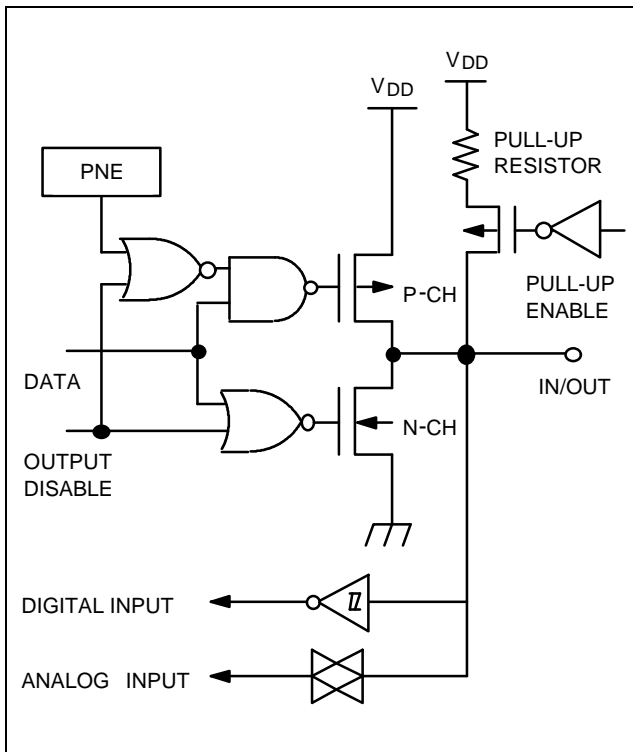 VDD
VDD
PULL-UP
RESISTOR
PNE
P-CH
PULL-UP
ENABLE
DATA
IN/OUT
N-CH
OUTPUT
DISABLE
DIGITAL INPUT
ANALOG INPUT